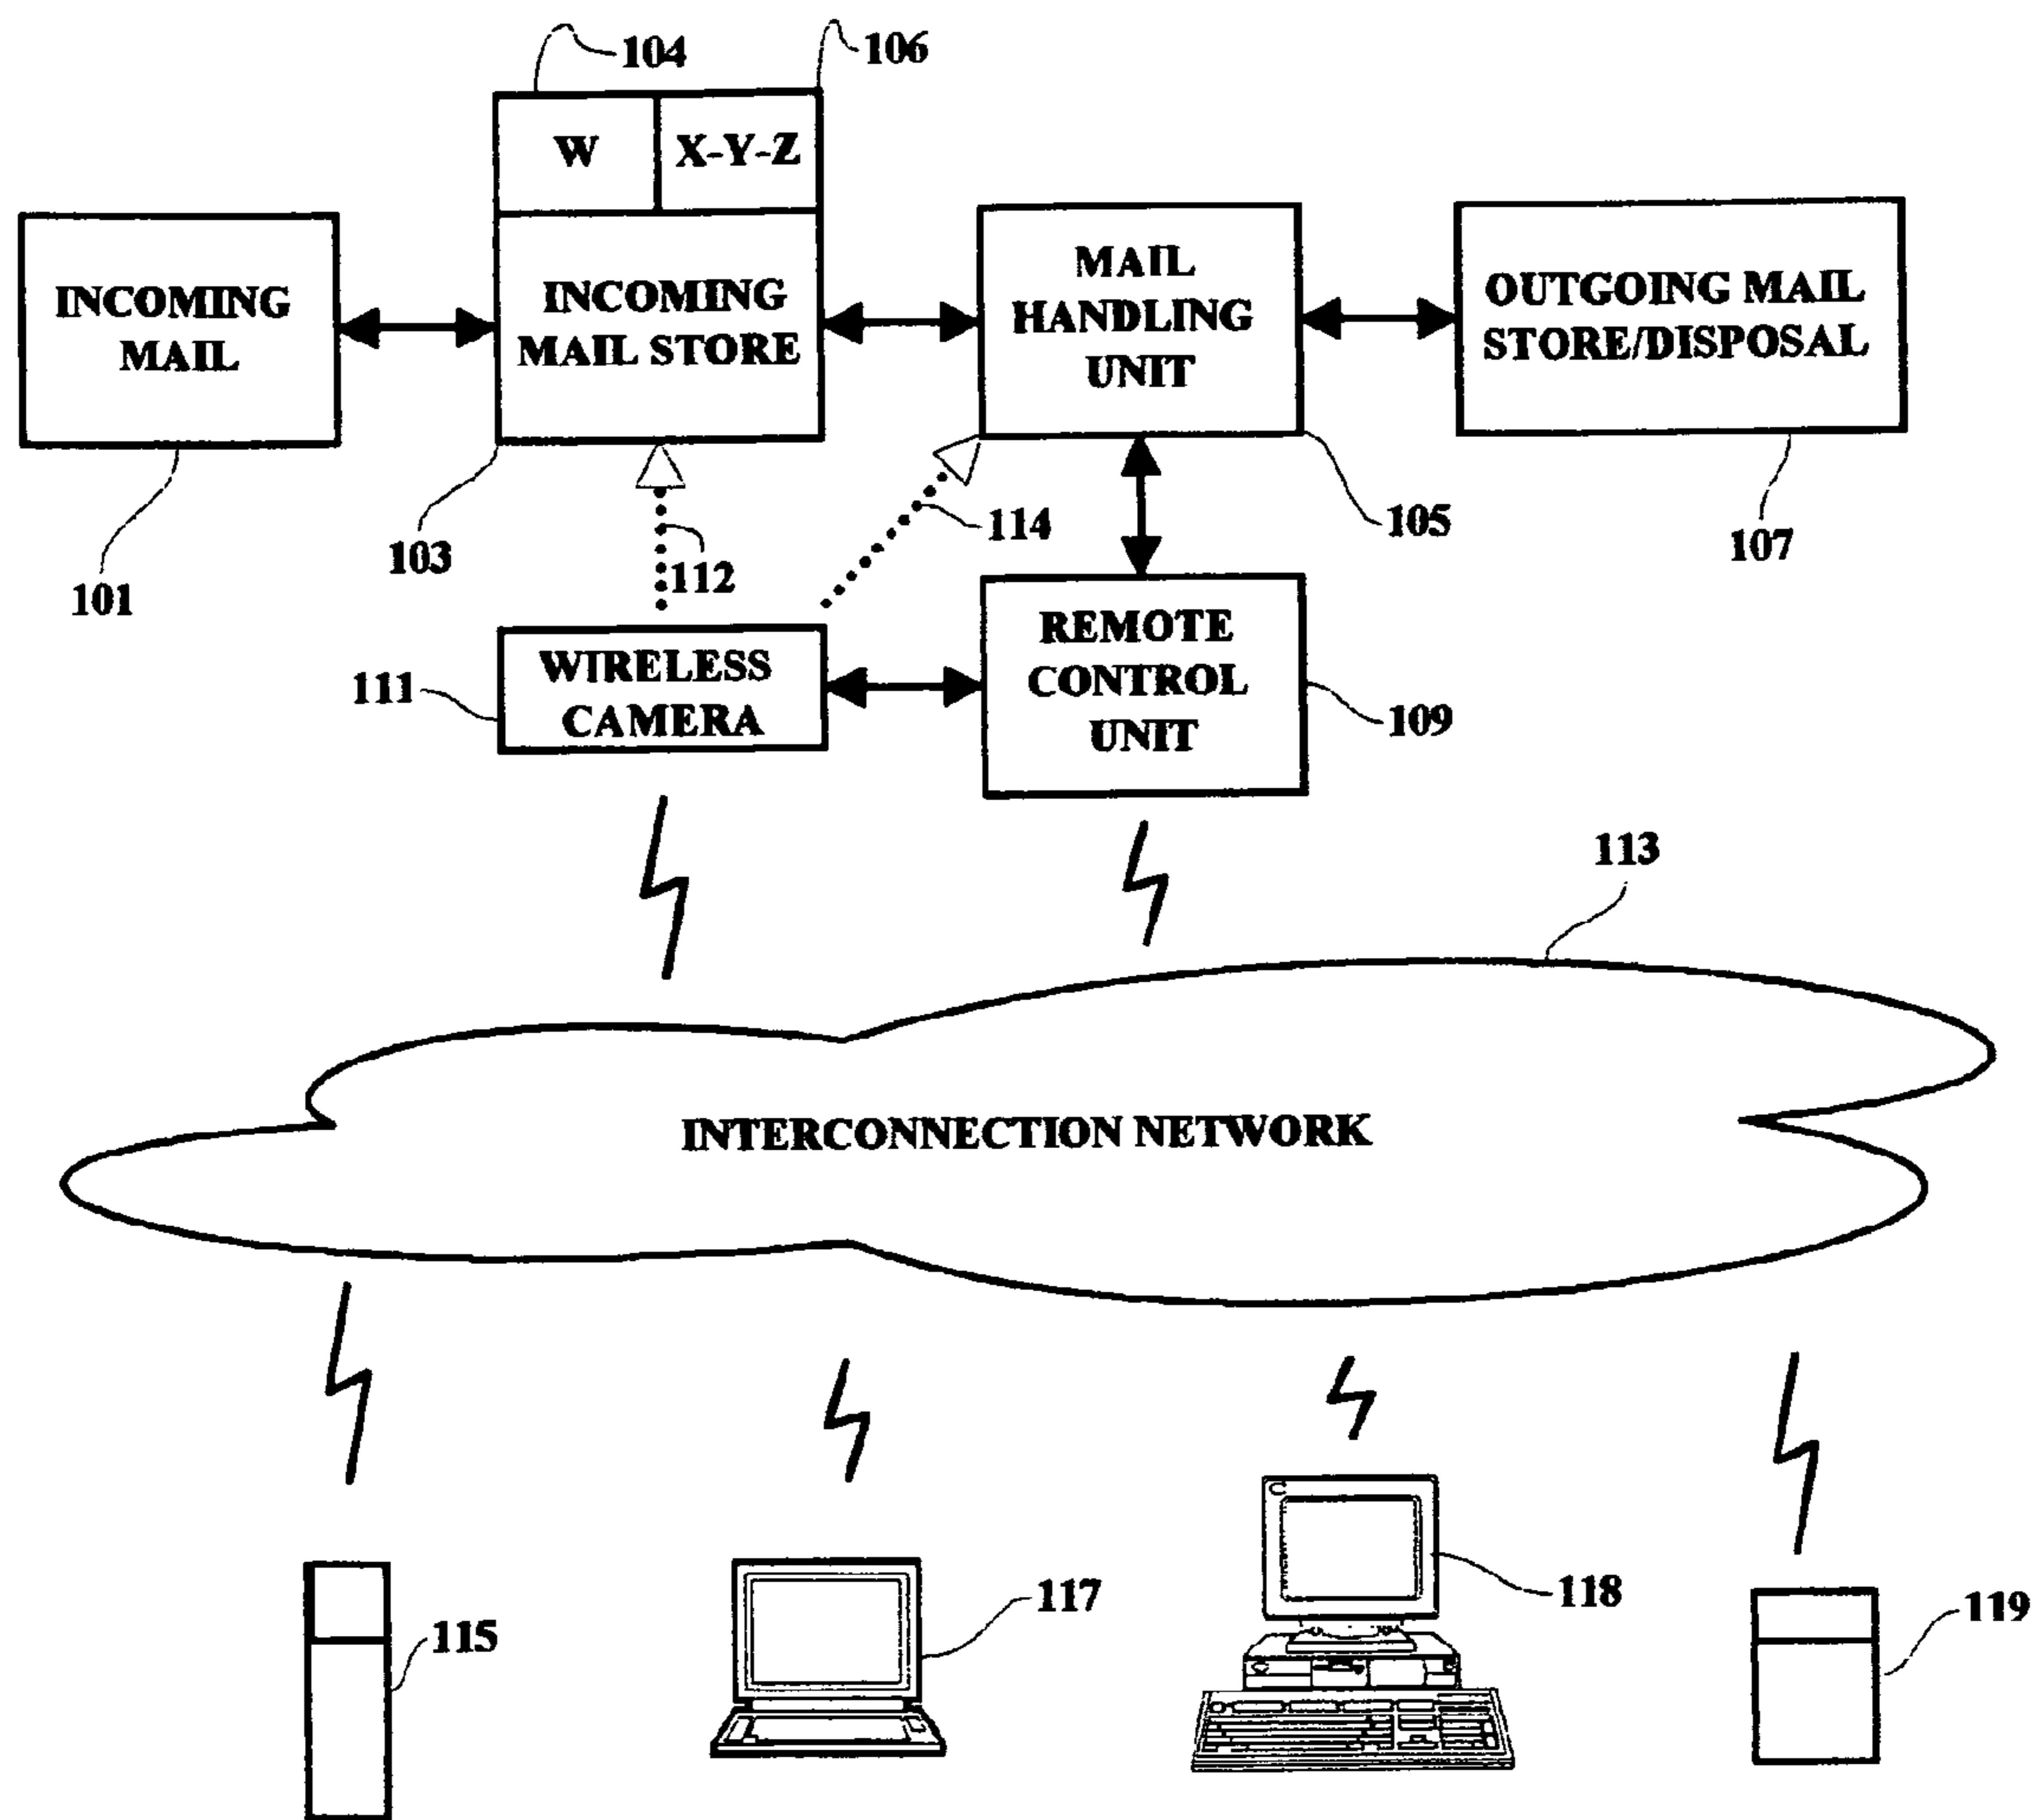 104
106
W
X-Y-Z
INCOMING
MAIL
INCOMING
MAIL STORE
MAIL
HANDLING
UNIT
OUTGOING MAIL
STORE/DISPOSAL
101
103
112
114
105
107
111
WIRELESS
CAMERA
REMOTE
CONTROL
UNIT
109
113
INTERCONNECTION NETWORK
115
117
118
119